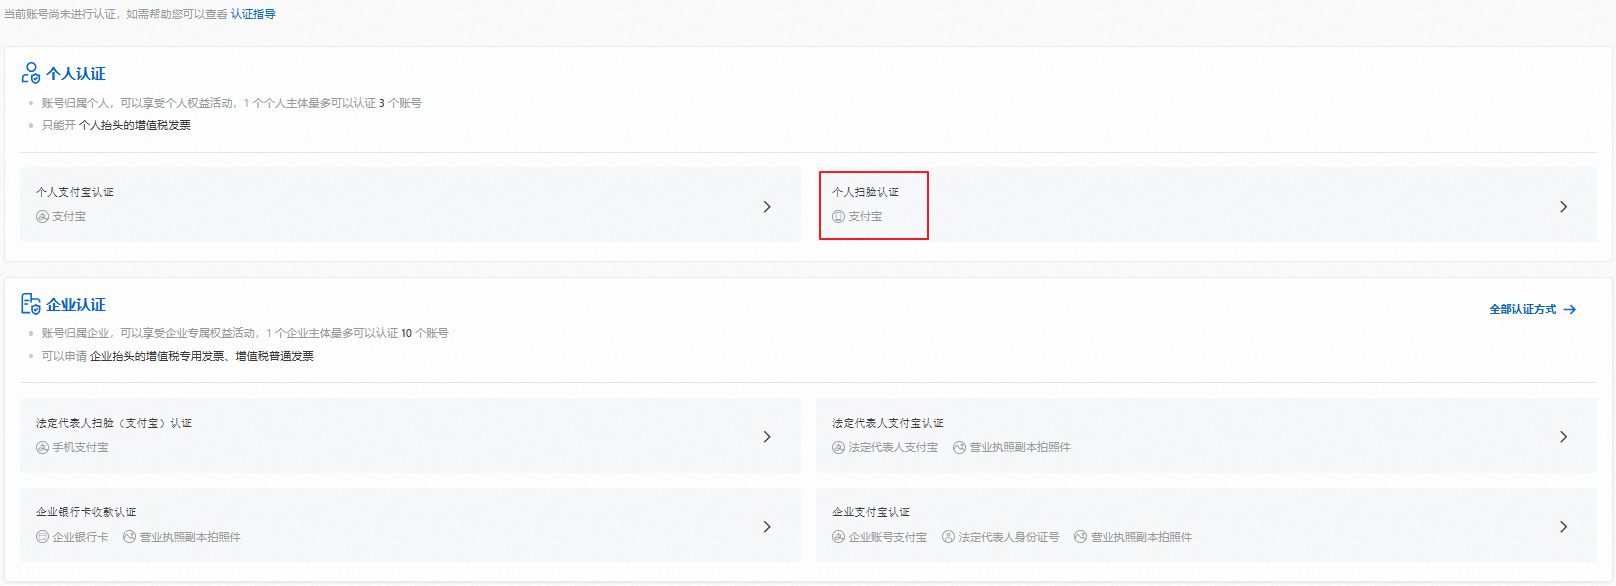 当前账号尚未进行认证，如需帮助您可以查看 认证指导
个人认证
账号归属个人，可以享受个人权益活动，1 个个人主体最多可以认证 3 个账号
只能开 个人抬头的增值税发票
个人支付宝认证
支付宝
个人扫脸认证
支付宝
企业认证
全部认证方式
账号归属企业，可以享受企业专属权益活动，1 个企业主体最多可以认证 10 个账号
可以申请 企业抬头的增值税专用发票、增值税普通发票
法定代表人扫脸（支付宝）认证
手机支付宝
法定代表人支付宝认证
法定代表人支付宝 营业执照副本拍照件
企业银行卡收款认证
企业银行卡 营业执照副本拍照件
企业支付宝认证
企业账号支付宝 法定代表人身份证号 营业执照副本拍照件